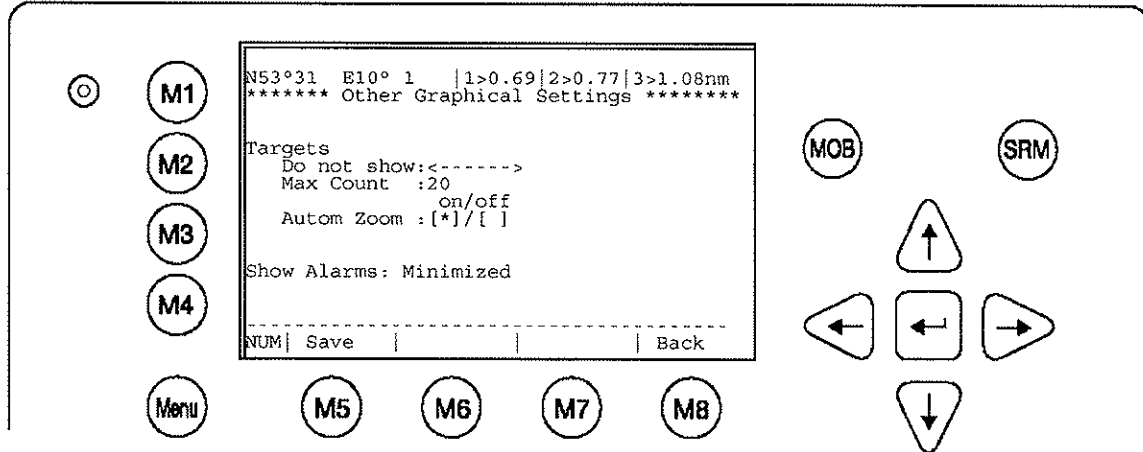 N53°31 E10° 1 |1>0.69|2>0.77|3>1.08nm
******* Other Graphical Settings ********
Targets
Do not show:<------>
Max Count :20
on/off
Autom Zoom :[*]/[ ]
Show Alarms: Minimized
NUM| Save | | | Back
M1
M2
M3
M4
Menu
M5
M6
M7
M8
MOB
SRM